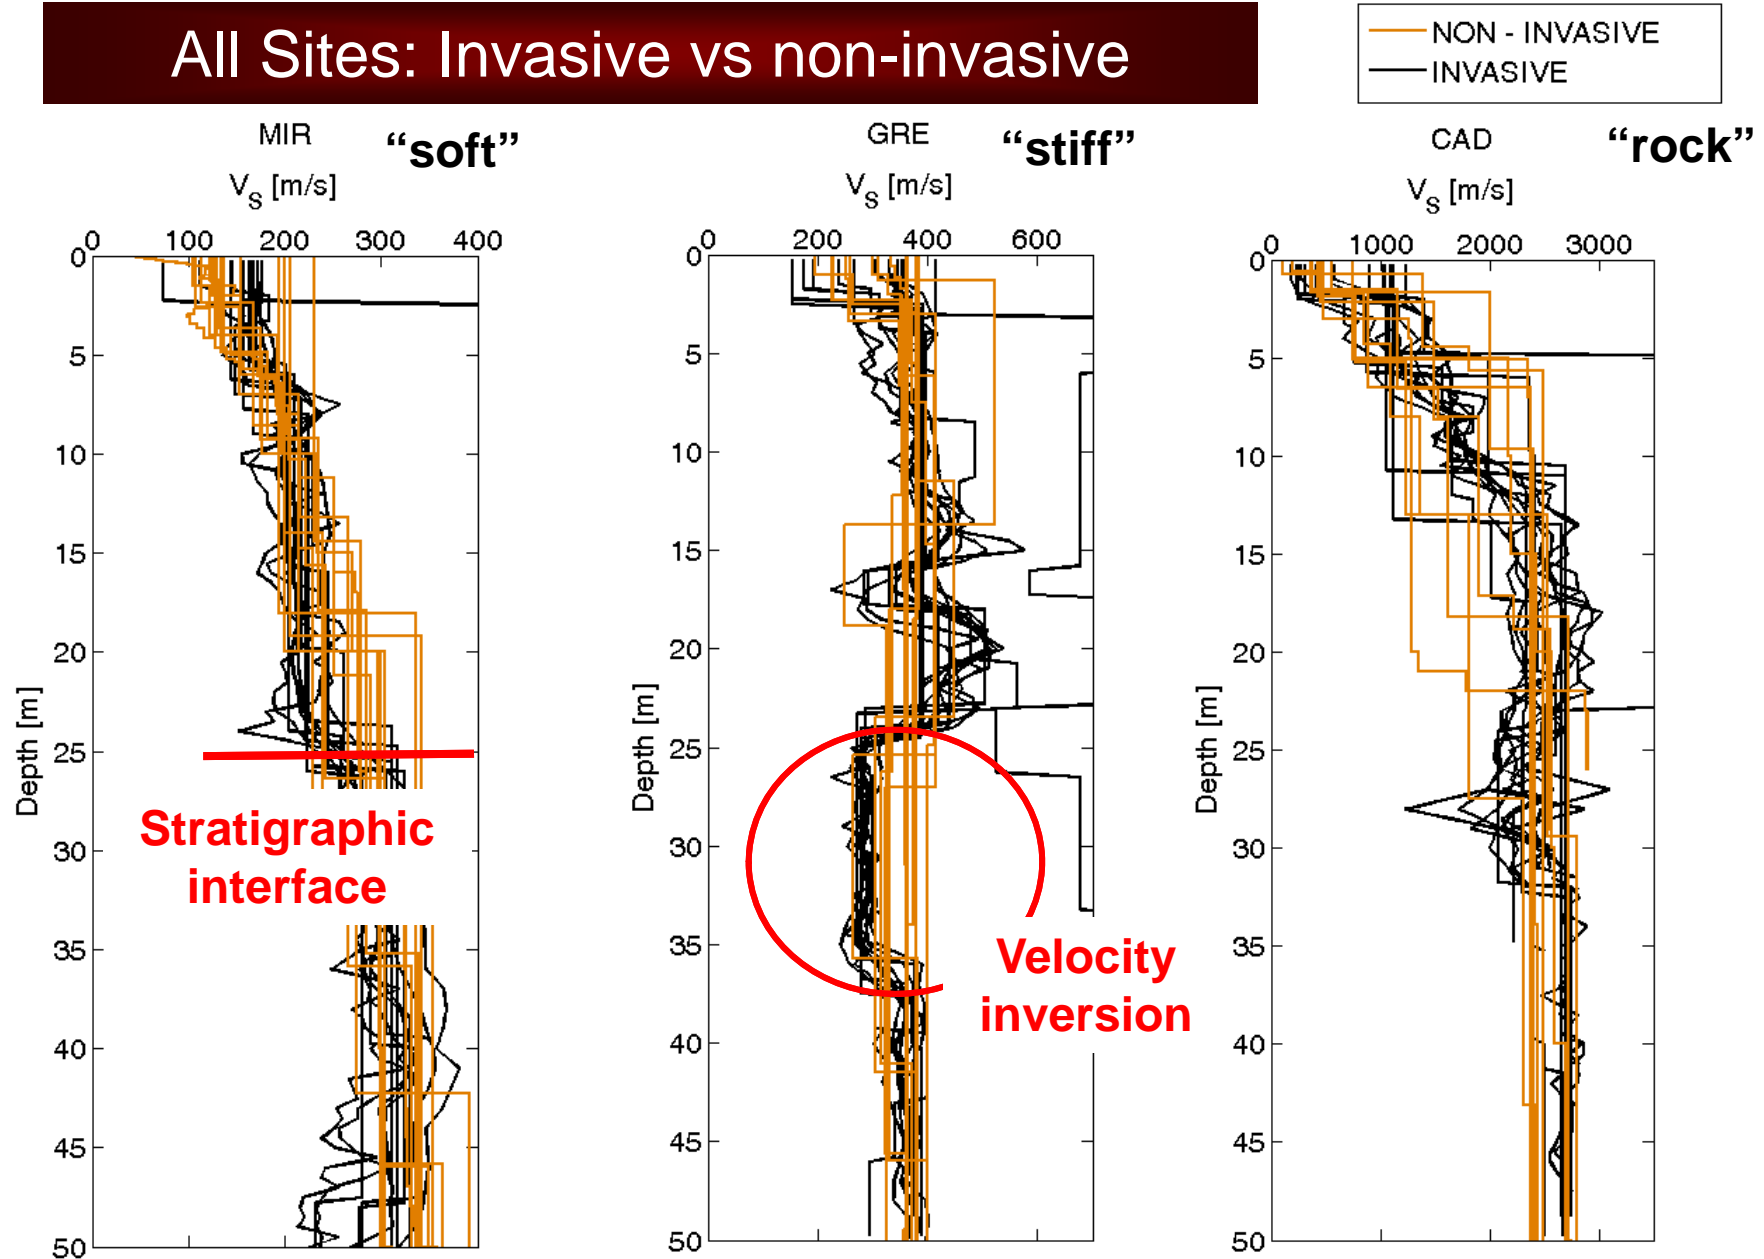 All Sites: Invasive vs non-invasive
NON - INVASIVE
INVASIVE
MIR
“soft”
V_S [m/s]
0 100 200 300 400
0
5
10
15
20
25
30
35
40
45
50
Depth [m]
Stratigraphic
interface
GRE
“stiff”
V_S [m/s]
0 200 400 600
0
5
10
15
20
25
30
35
40
45
50
Depth [m]
Velocity
inversion
CAD
“rock”
V_S [m/s]
0 1000 2000 3000
0
5
10
15
20
25
30
35
40
45
50
Depth [m]